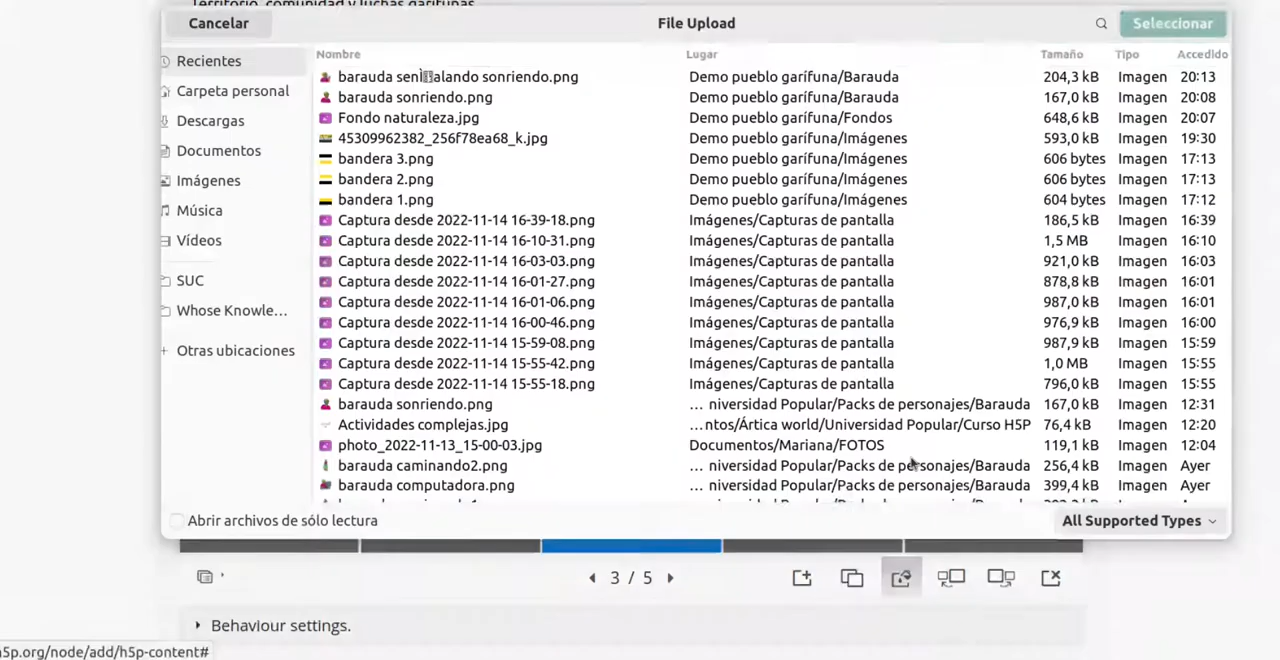 Territorio, comunidad y luchas garífunas
Cancelar File Upload Seleccionar
Nombre Lugar Tamaño Tipo Accedido
Recientes
Carpeta personal
Descargas
Documentos
Imágenes
Música
Vídeos
SUC
Whose Knowle...
Otras ubicaciones
barauda sonriendo.png Demo pueblo garífuna/Barauda 167,0 kB Imagen 20:08
Fondo naturaleza.jpg Demo pueblo garífuna/Fondos 648,6 kB Imagen 20:07
45309962382_256f78ea68_k.jpg Demo pueblo garífuna/Imágenes 593,0 kB Imagen 19:30
bandera 3.png Demo pueblo garífuna/Imágenes 606 bytes Imagen 17:13
bandera 2.png Demo pueblo garífuna/Imágenes 606 bytes Imagen 17:13
bandera 1.png Demo pueblo garífuna/Imágenes 604 bytes Imagen 17:12
Captura desde 2022-11-14 16-39-18.png Imágenes/Capturas de pantalla 186,5 kB Imagen 16:39
Captura desde 2022-11-14 16-10-31.png Imágenes/Capturas de pantalla 1,5 MB Imagen 16:10
Captura desde 2022-11-14 16-03-03.png Imágenes/Capturas de pantalla 921,0 kB Imagen 16:03
Captura desde 2022-11-14 16-01-27.png Imágenes/Capturas de pantalla 878,8 kB Imagen 16:01
Captura desde 2022-11-14 16-01-06.png Imágenes/Capturas de pantalla 987,0 kB Imagen 16:01
Captura desde 2022-11-14 16-00-46.png Imágenes/Capturas de pantalla 976,9 kB Imagen 16:00
Captura desde 2022-11-14 15-59-08.png Imágenes/Capturas de pantalla 987,9 kB Imagen 15:59
Captura desde 2022-11-14 15-55-42.png Imágenes/Capturas de pantalla 1,0 MB Imagen 15:55
Captura desde 2022-11-14 15-55-18.png Imágenes/Capturas de pantalla 796,0 kB Imagen 15:55
barauda sonriendo.png ... niversidad Popular/Packs de personajes/Barauda 167,0 kB Imagen 12:31
Actividades complejas.jpg ...ntos/Ártica world/Universidad Popular/Curso H5P 76,4 kB Imagen 12:20
photo_2022-11-13_15-00-03.jpg Documentos/Mariana/FOTOS 119,1 kB Imagen 12:04
barauda caminando2.png ... niversidad Popular/Packs de personajes/Barauda 256,4 kB Imagen Ayer
barauda computadora.png ... niversidad Popular/Packs de personajes/Barauda 399,4 kB Imagen Ayer
Abrir archivos de sólo lectura All Supported Types
3 / 5
Behaviour settings.
5p.org/node/add/h5p-content#